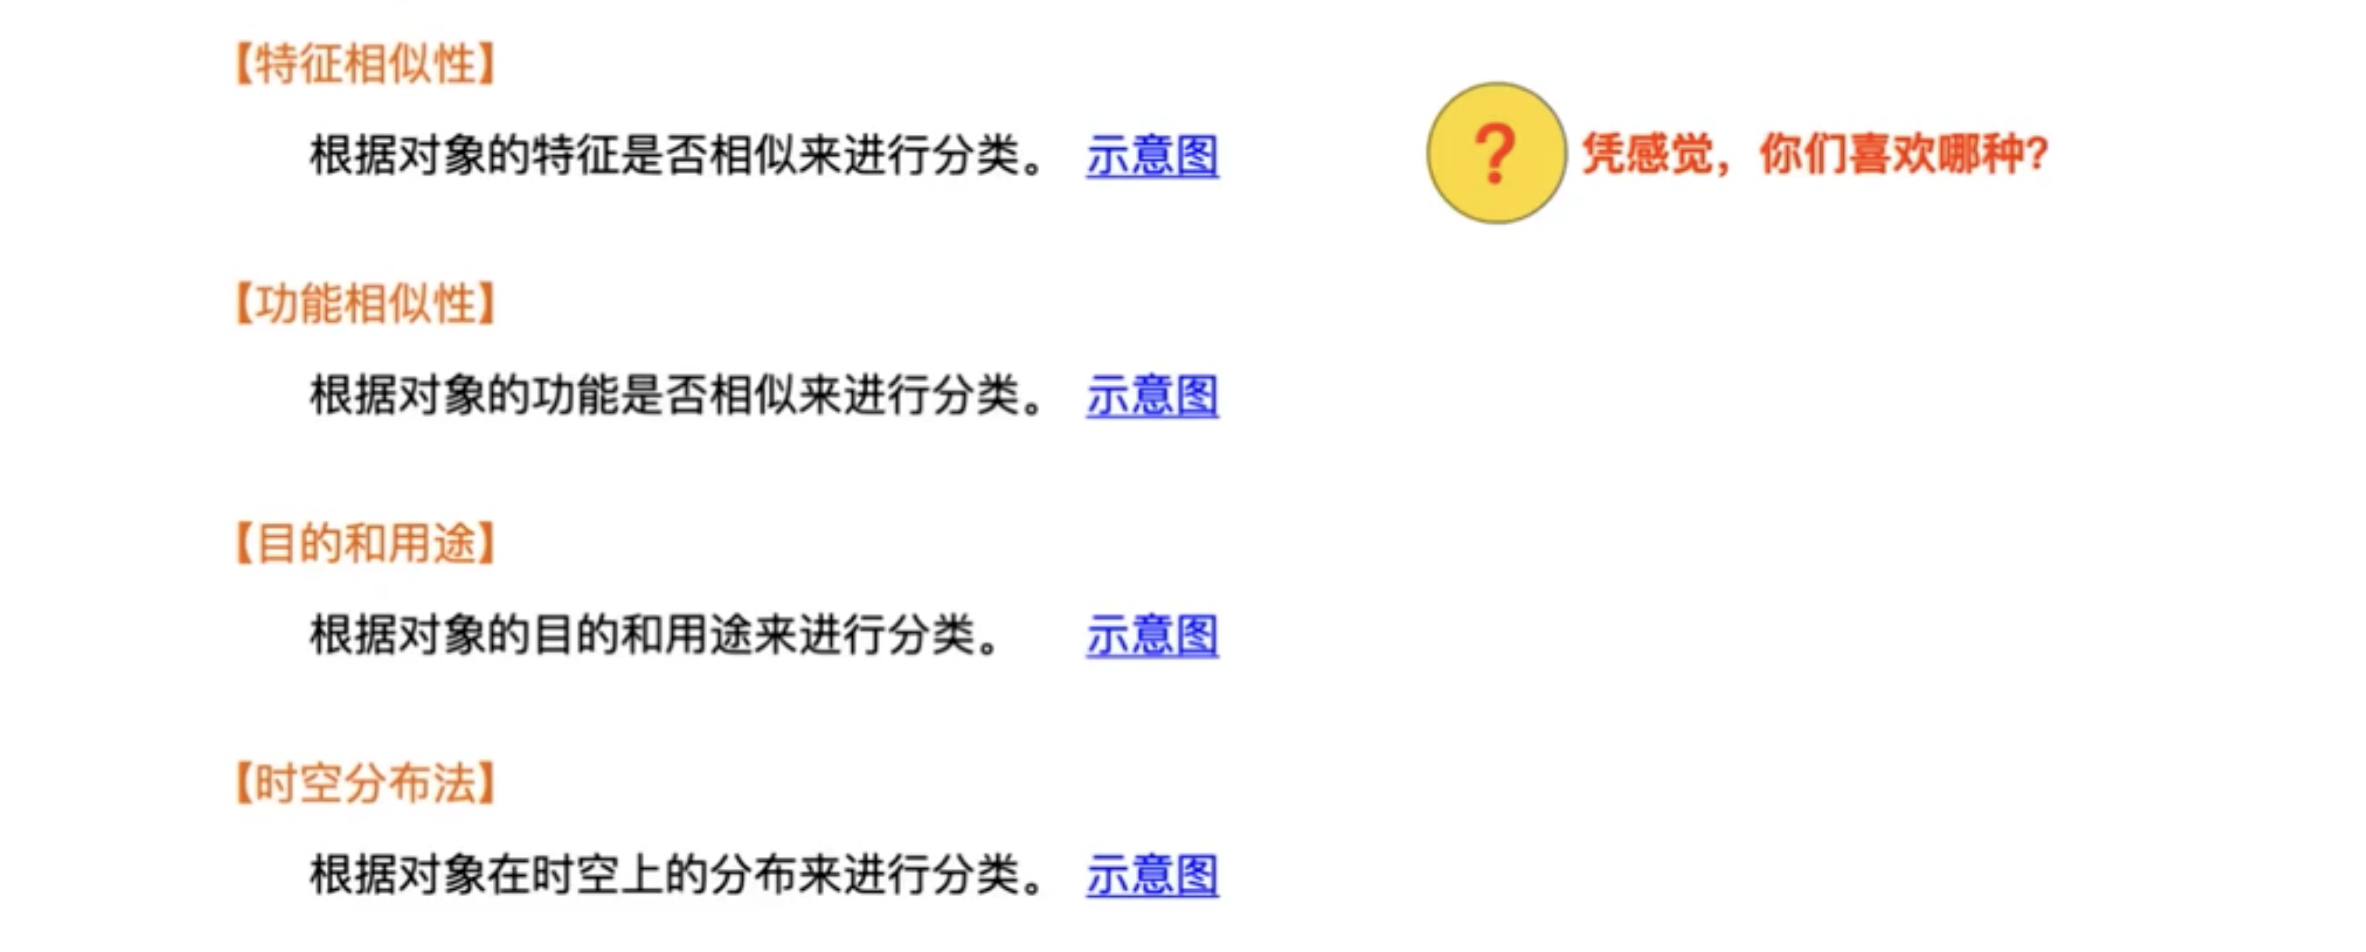 【特征相似性】
根据对象的特征是否相似来进行分类。 示意图
? 凭感觉，你们喜欢哪种?
【功能相似性】
根据对象的功能是否相似来进行分类。 示意图
【目的和用途】
根据对象的目的和用途来进行分类。 示意图
【时空分布法】
根据对象在时空上的分布来进行分类。 示意图